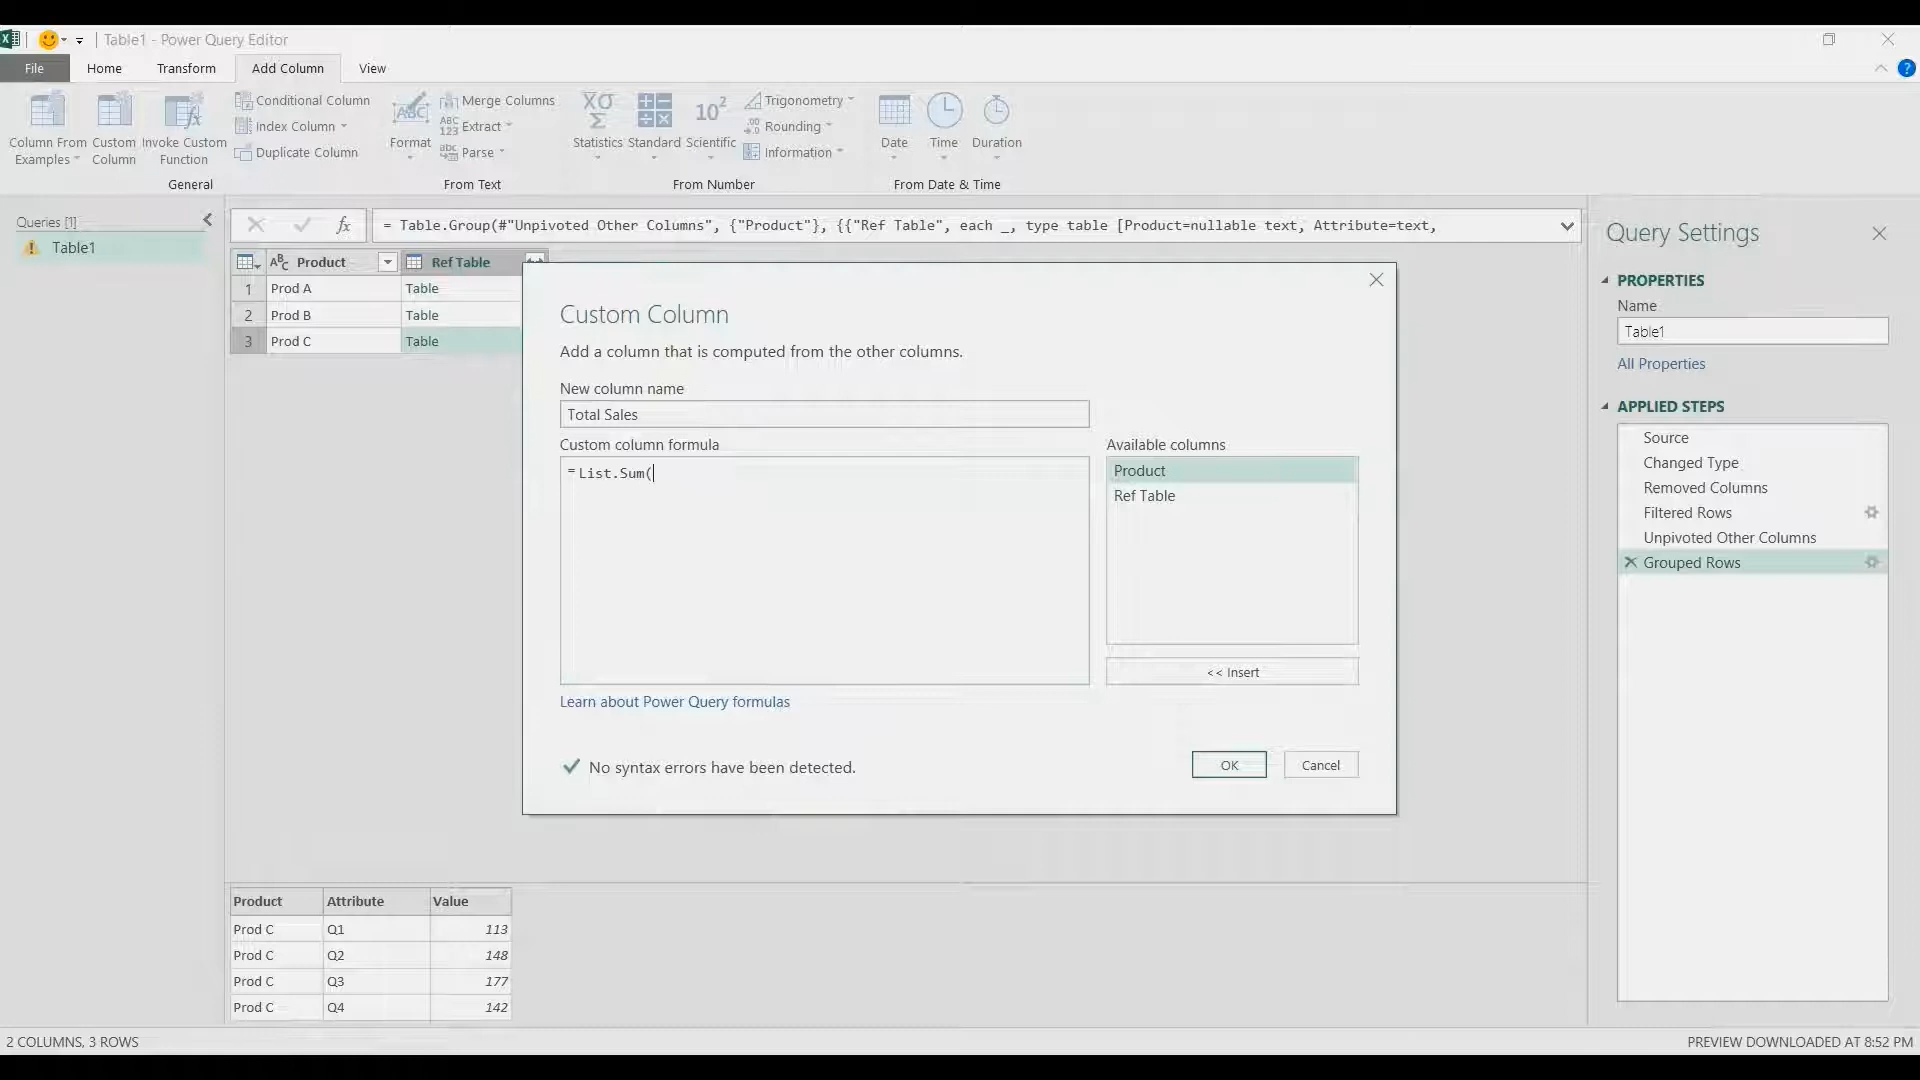 Table1 - Power Query Editor
File Home Transform Add Column View
Column From Examples
Custom Column
Invoke Custom Function
Conditional Column
Index Column
Duplicate Column
General
Format
Merge Columns
Extract
Parse
From Text
Statistics
Standard
Scientific
Trigonometry
Rounding
Information
From Number
Date
Time
Duration
From Date & Time
Queries [1]
Table1
= Table.Group(#"Unpivoted Other Columns", {"Product"}, {{"Ref Table", each _, type table [Product=nullable text, Attribute=text,
Product Ref Table
1 Prod A Table
2 Prod B Table
3 Prod C Table
Custom Column
Add a column that is computed from the other columns.
New column name
Total Sales
Custom column formula
= List.Sum(
Available columns
Product
Ref Table
<< Insert
Learn about Power Query formulas
No syntax errors have been detected.
OK Cancel
Query Settings
PROPERTIES
Name
Table1
All Properties
APPLIED STEPS
Source
Changed Type
Removed Columns
Filtered Rows
Unpivoted Other Columns
Grouped Rows
Product Attribute Value
Prod C Q1 113
Prod C Q2 148
Prod C Q3 177
Prod C Q4 142
2 COLUMNS, 3 ROWS
PREVIEW DOWNLOADED AT 8:52 PM